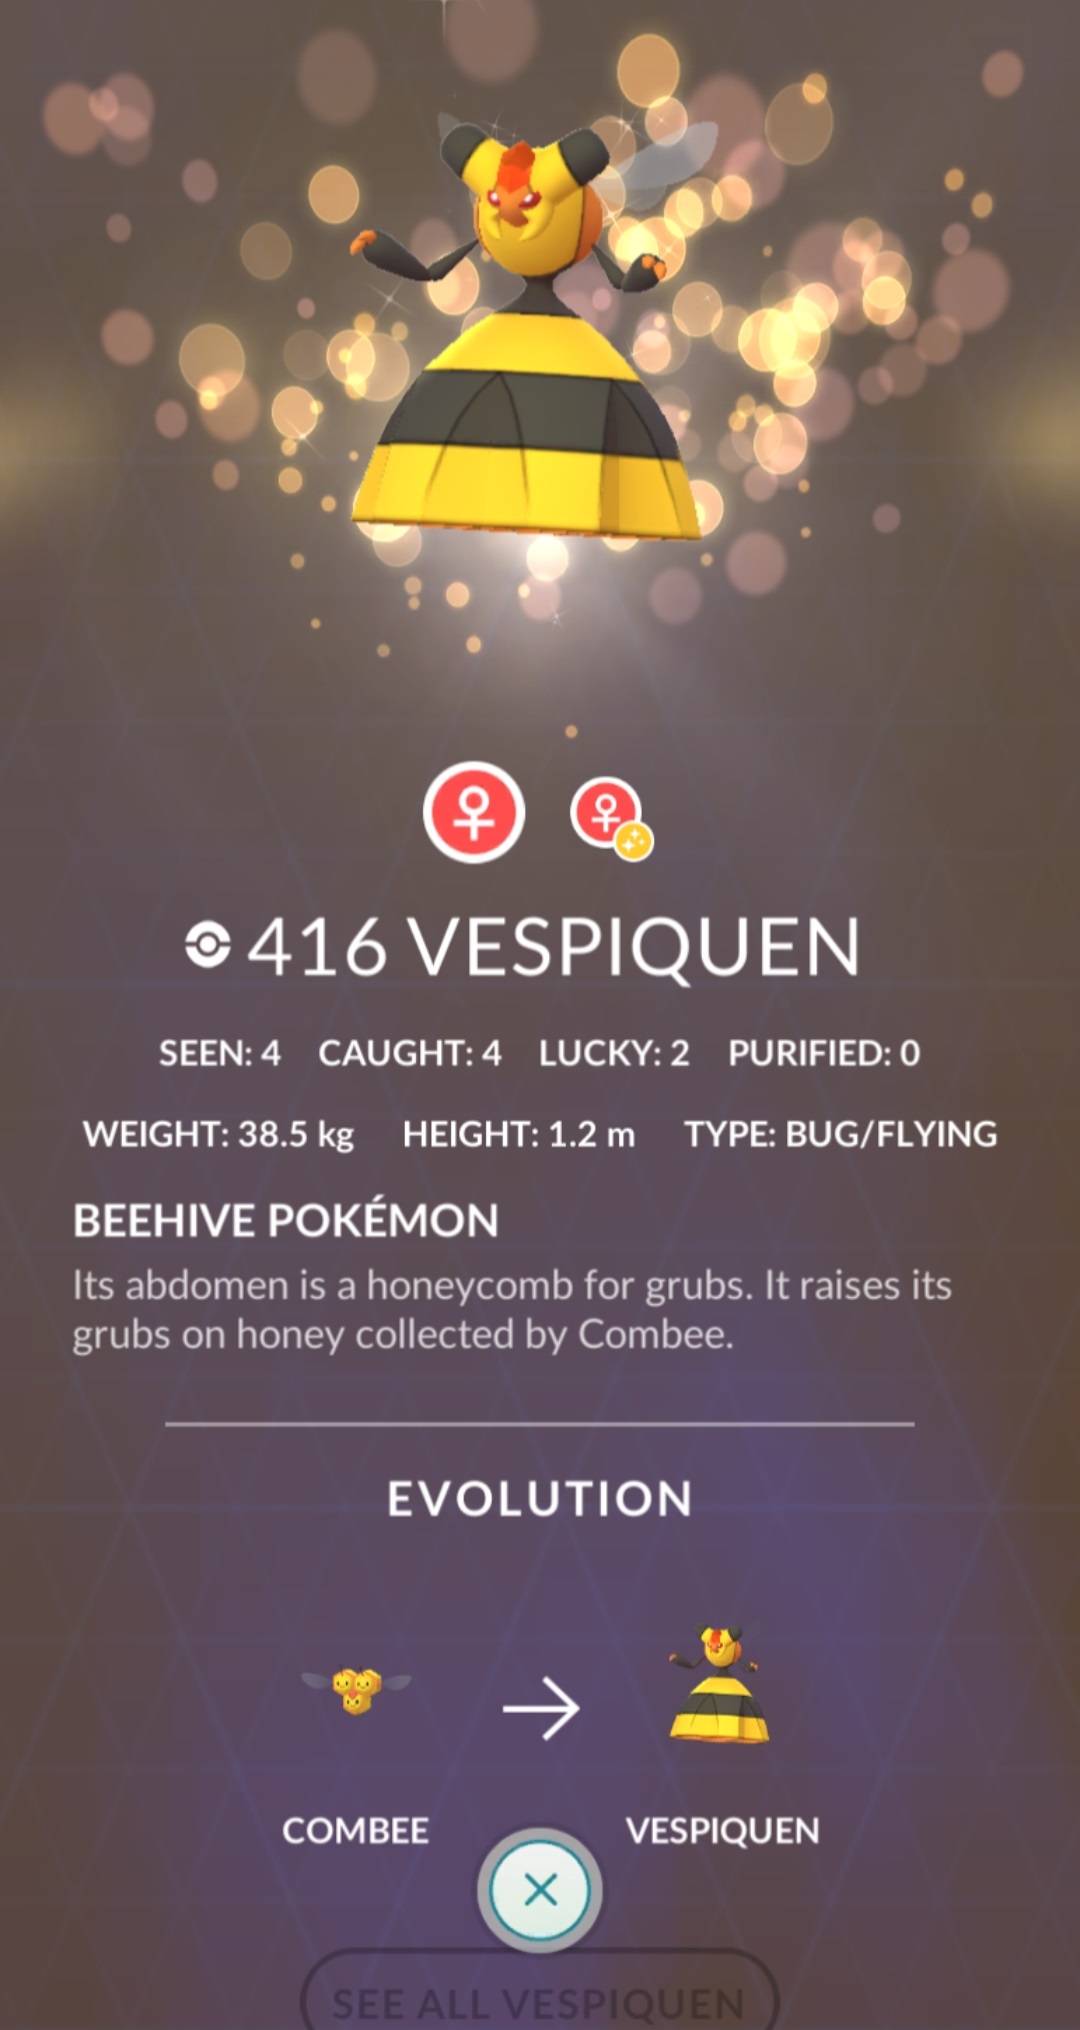 416 VESPIQUEN
SEEN: 4 CAUGHT: 4 LUCKY: 2 PURIFIED: 0
WEIGHT: 38.5 kg HEIGHT: 1.2 m TYPE: BUG/FLYING
BEEHIVE POKÉMON
Its abdomen is a honeycomb for grubs. It raises its
grubs on honey collected by Combee.
EVOLUTION
COMBEE VESPIQUEN
SEE ALL VESPIQUEN